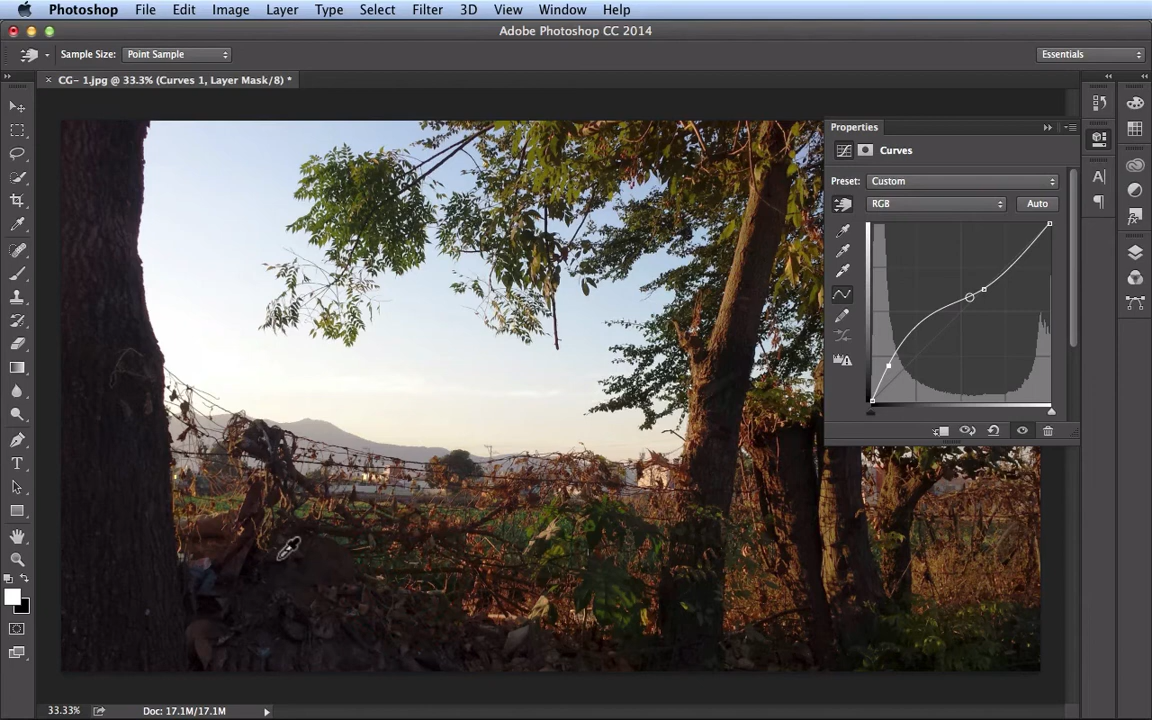 Photoshop File Edit Image Layer Type Select Filter 3D View Window Help
Adobe Photoshop CC 2014
Sample Size: Point Sample Essentials
CG- 1.jpg @ 33.3% (Curves 1, Layer Mask/8) *
Properties
Curves
Preset: Custom
RGB Auto
33.33% Doc: 17.1M/17.1M